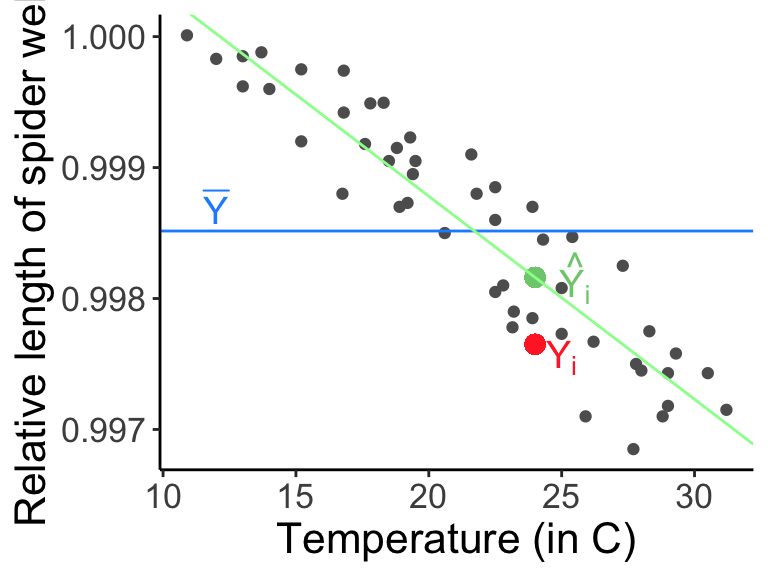 Relative length of spider we
1.000
0.999
0.998
0.997
Y̅
Ŷi
Yi
10 15 20 25 30
Temperature (in C)